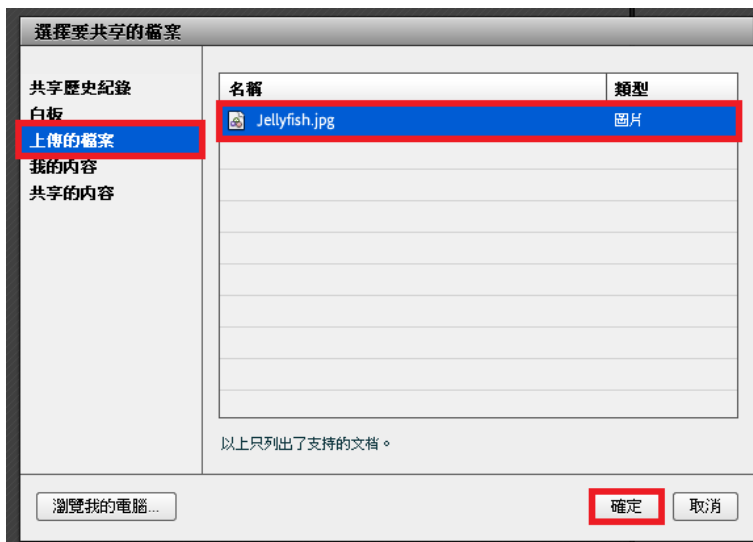 選擇要共享的檔案
共享歷史紀錄
白板
上傳的檔案
我的內容
共享的內容
名稱
類型
Jellyfish.jpg
圖片
以上只列出了支持的文档。
瀏覽我的電腦...
確定
取消